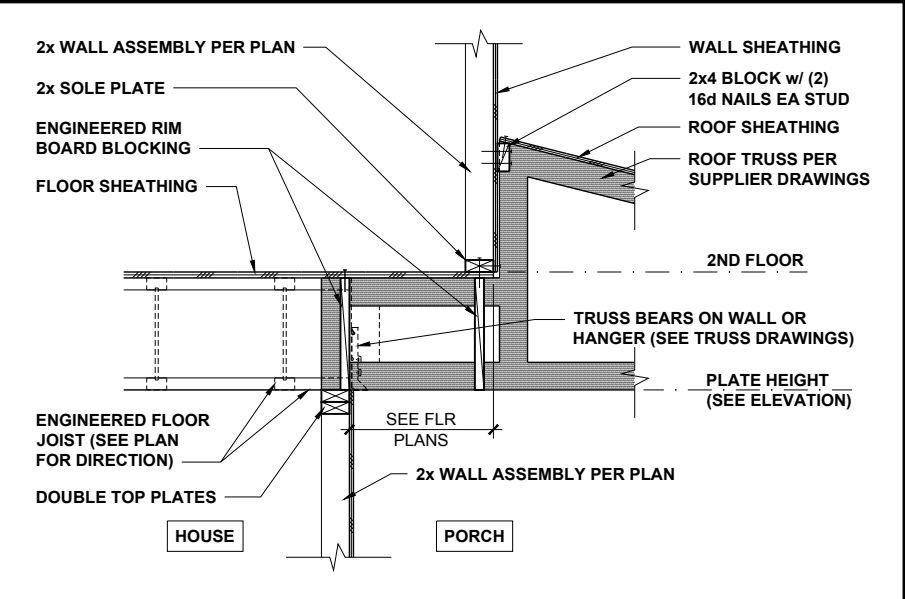 2x WALL ASSEMBLY PER PLAN
2x SOLE PLATE
ENGINEERED RIM
BOARD BLOCKING
FLOOR SHEATHING
WALL SHEATHING
2x4 BLOCK w/ (2)
16d NAILS EA STUD
ROOF SHEATHING
ROOF TRUSS PER
SUPPLIER DRAWINGS
2ND FLOOR
TRUSS BEARS ON WALL OR
HANGER (SEE TRUSS DRAWINGS)
PLATE HEIGHT
(SEE ELEVATION)
ENGINEERED FLOOR
JOIST (SEE PLAN
FOR DIRECTION)
DOUBLE TOP PLATES
SEE FLR
PLANS
2x WALL ASSEMBLY PER PLAN
HOUSE
PORCH